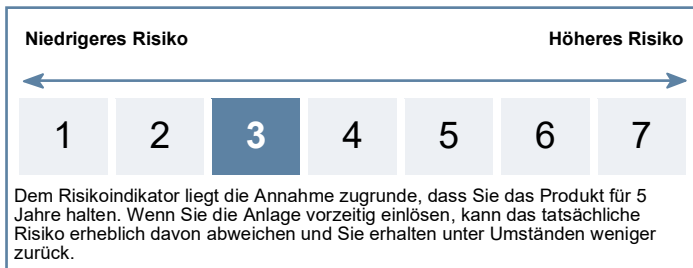 Niedrigeres Risiko Höheres Risiko
1 2 3 4 5 6 7
Dem Risikoindikator liegt die Annahme zugrunde, dass Sie das Produkt für 5
Jahre halten. Wenn Sie die Anlage vorzeitig einlösen, kann das tatsächliche
Risiko erheblich davon abweichen und Sie erhalten unter Umständen weniger
zurück.